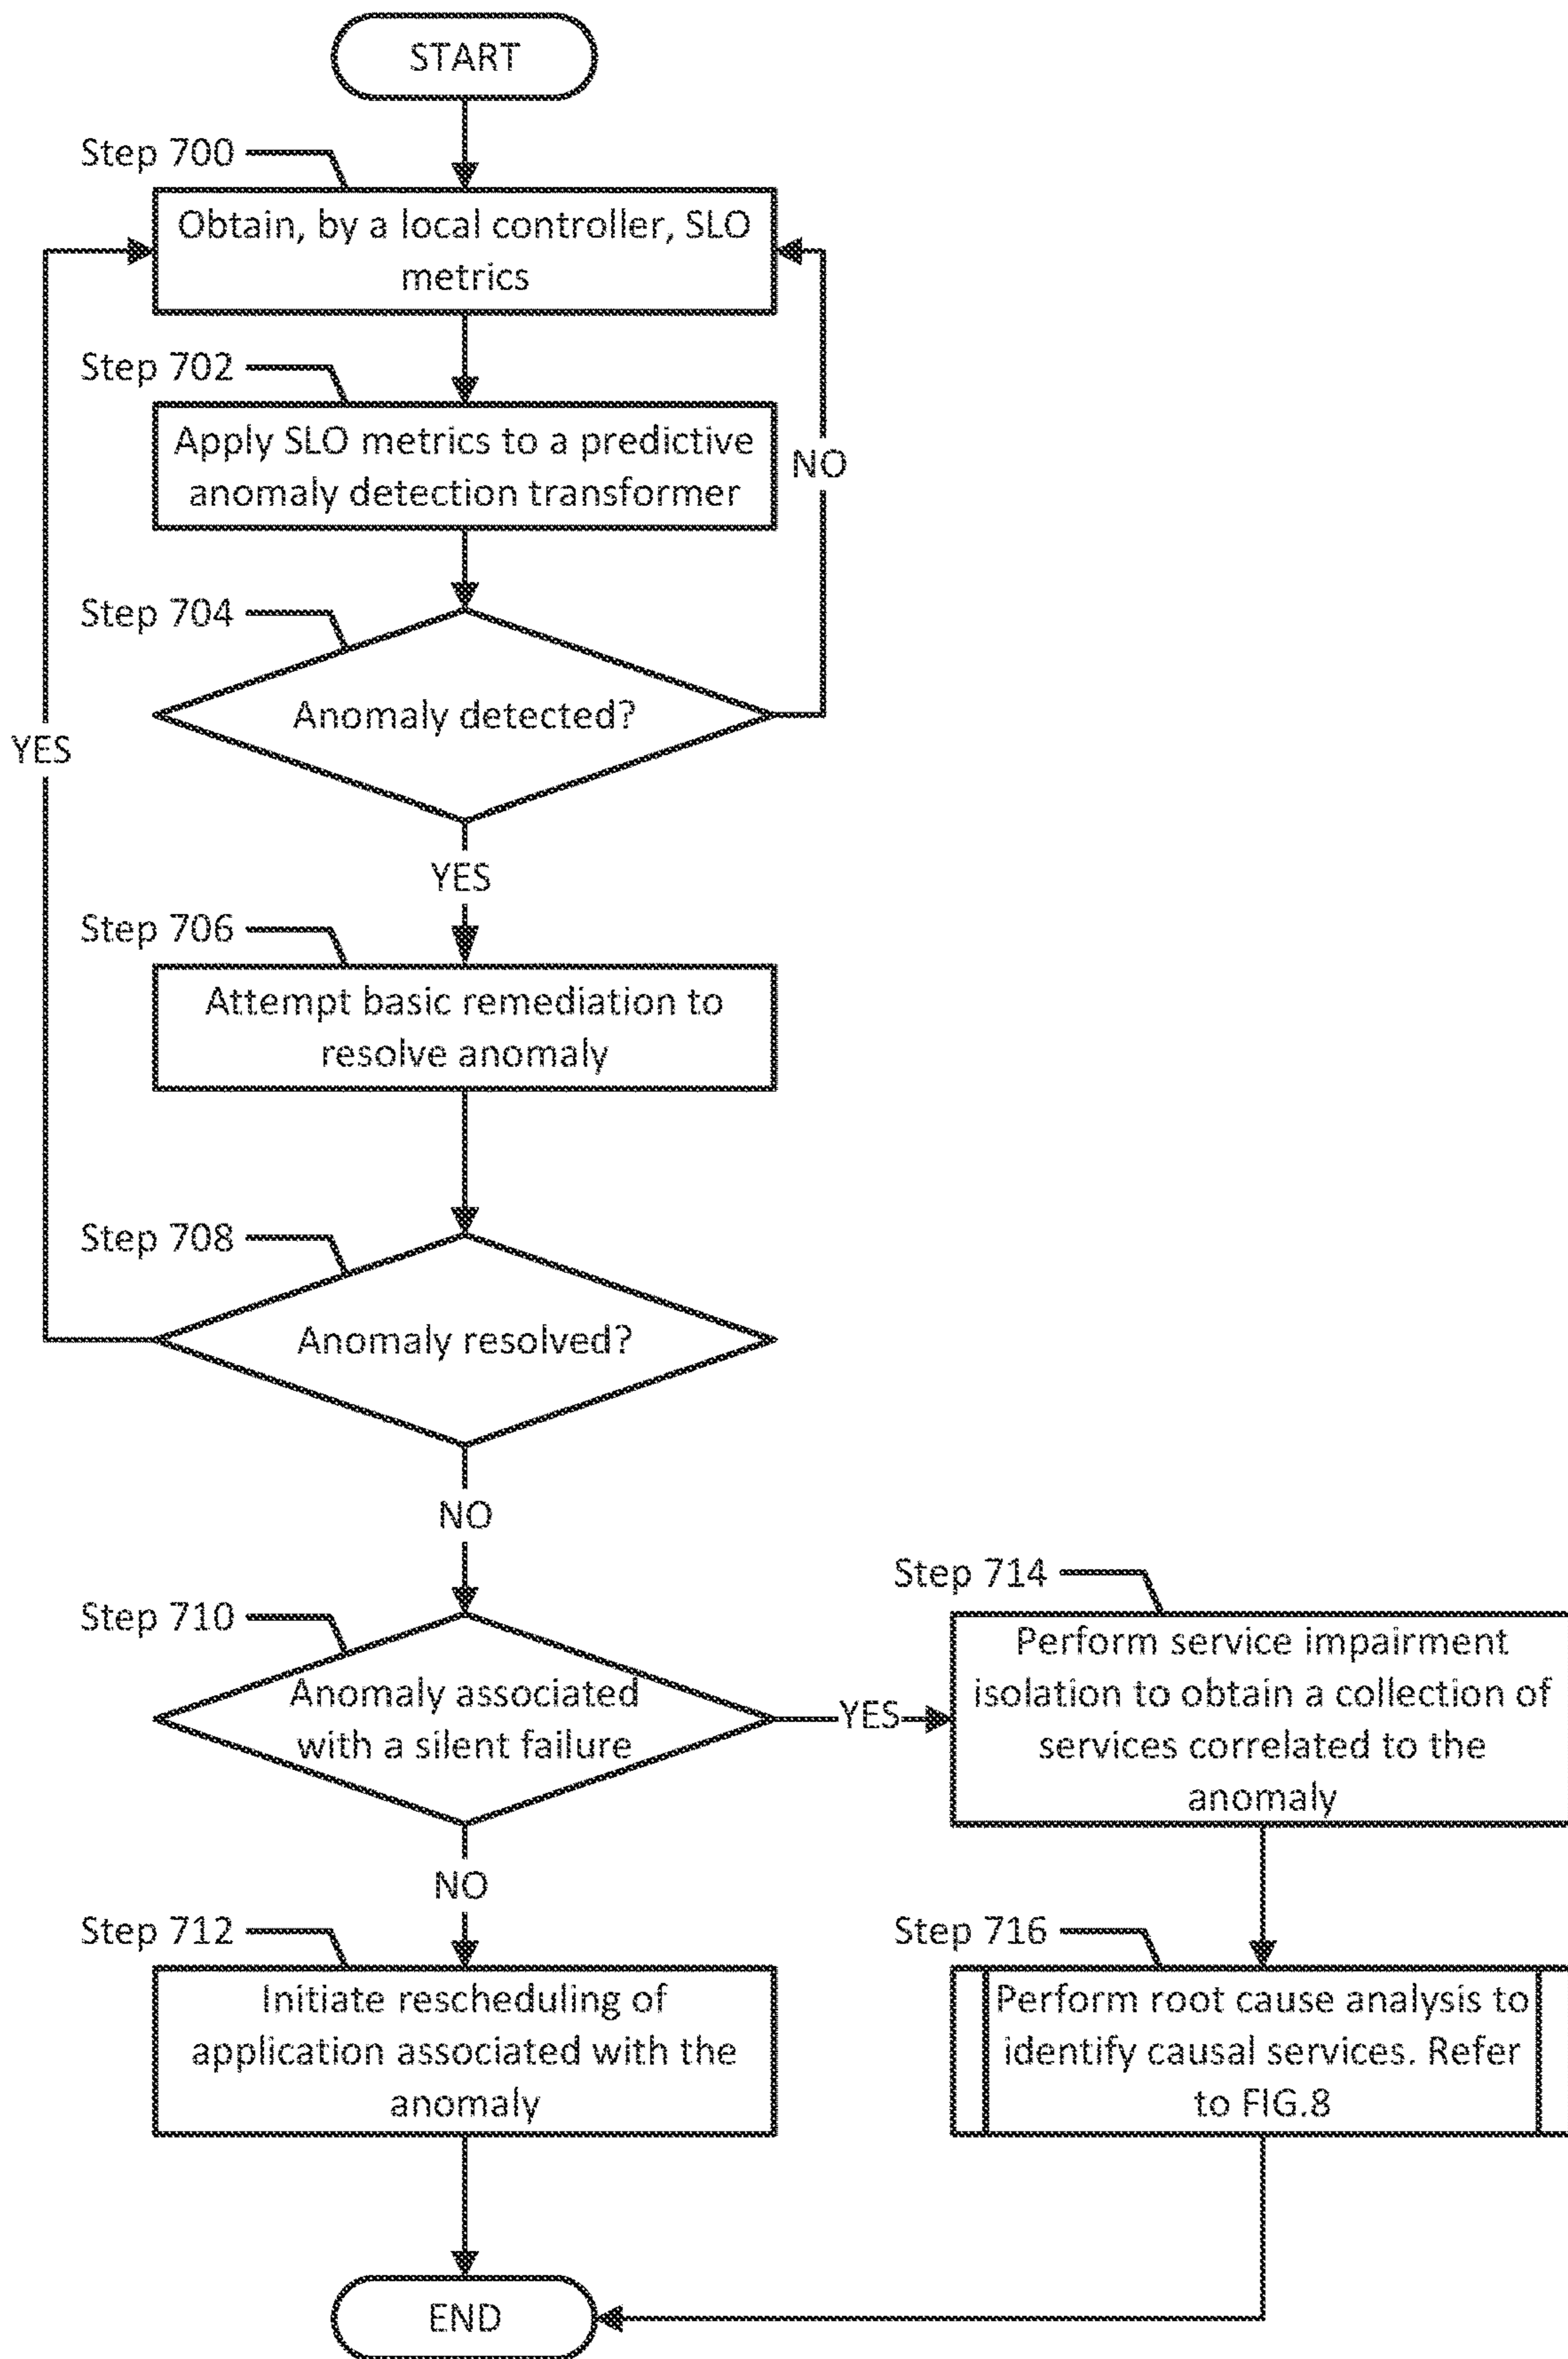 START
Step 700
Obtain, by a local controller, SLO
metrics
Step 702
Apply SLO metrics to a predictive
anomaly detection transformer
NO
Step 704
Anomaly detected?
YES
YES
Step 706
Attempt basic remediation to
resolve anomaly
Step 708
Anomaly resolved?
NO
Step 710
Anomaly associated
with a silent failure
YES
Step 714
Perform service impairment
isolation to obtain a collection of
services correlated to the
anomaly
NO
Step 712
Initiate rescheduling of
application associated with the
anomaly
Step 716
Perform root cause analysis to
identify causal services. Refer
to FIG.8
END